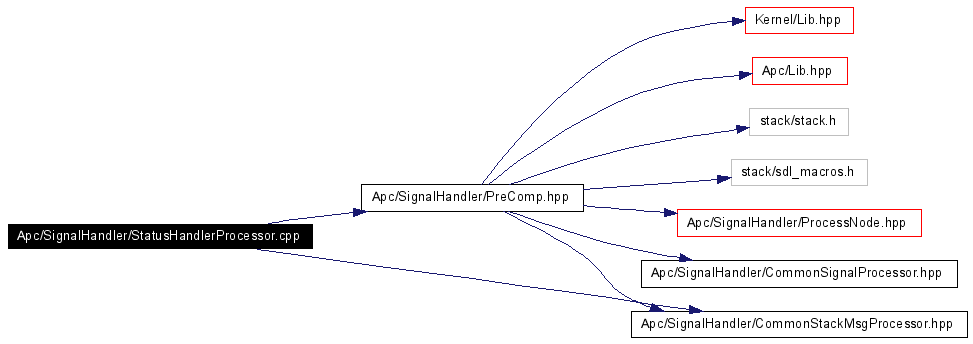 Kernel/Lib.hpp
Apc/Lib.hpp
stack/stack.h
stack/sdl_macros.h
Apc/SignalHandler/PreComp.hpp
Apc/SignalHandler/ProcessNode.hpp
Apc/SignalHandler/StatusHandlerProcessor.cpp
Apc/SignalHandler/CommonSignalProcessor.hpp
Apc/SignalHandler/CommonStackMsgProcessor.hpp